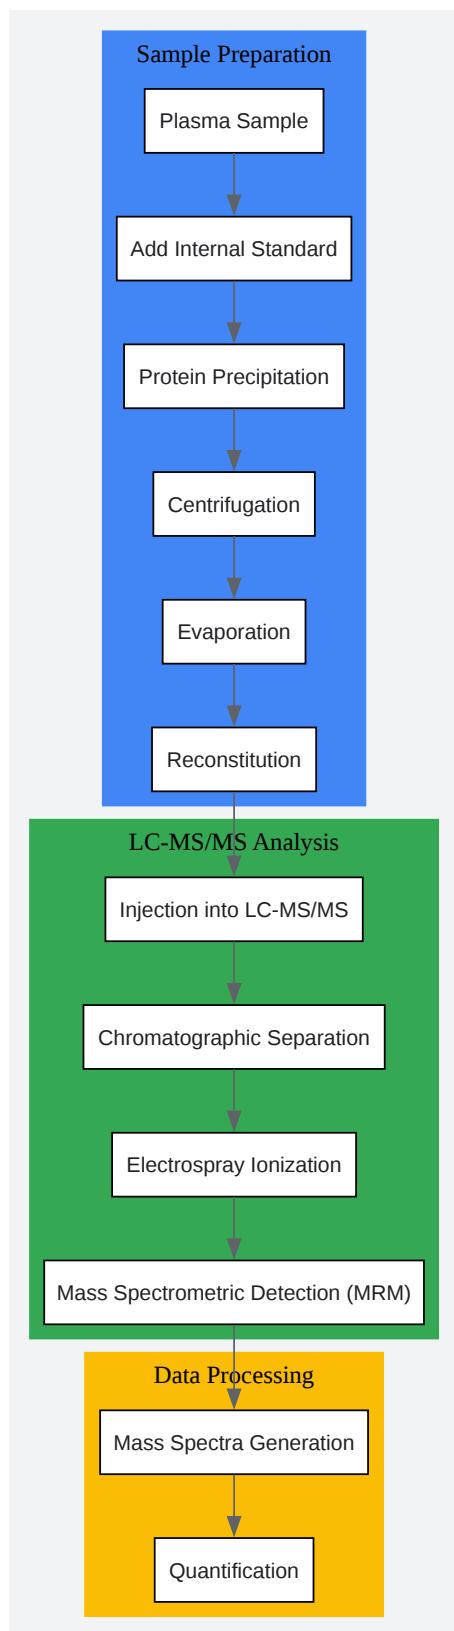 Sample Preparation
Plasma Sample
Add Internal Standard
Protein Precipitation
Centrifugation
Evaporation
Reconstitution
LC-MS/MS Analysis
Injection into LC-MS/MS
Chromatographic Separation
Electrospray Ionization
Mass Spectrometric Detection (MRM)
Data Processing
Mass Spectra Generation
Quantification